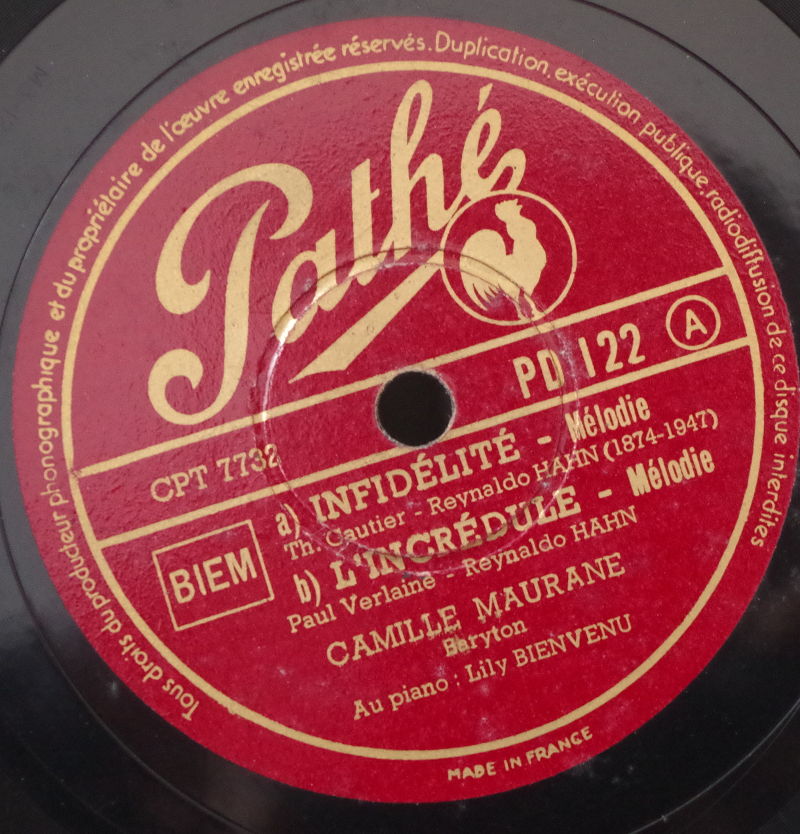 Tous droits du producteur phonographique et du propriétaire de l'œuvre enregistrée réservés. Duplication, exécution publique, radiodiffusion de ce disque interdites
Pathé
PD 122
A
CPT 7732
a) INFIDÉLITÉ - Mélodie
Th. Gautier - Reynaldo HAHN (1874-1947)
b) L'INCRÉDULE - Mélodie
Paul Verlaine - Reynaldo HAHN
BIEM
CAMILLE MAURANE
Baryton
Au piano : Lily BIENVENU
MADE IN FRANCE